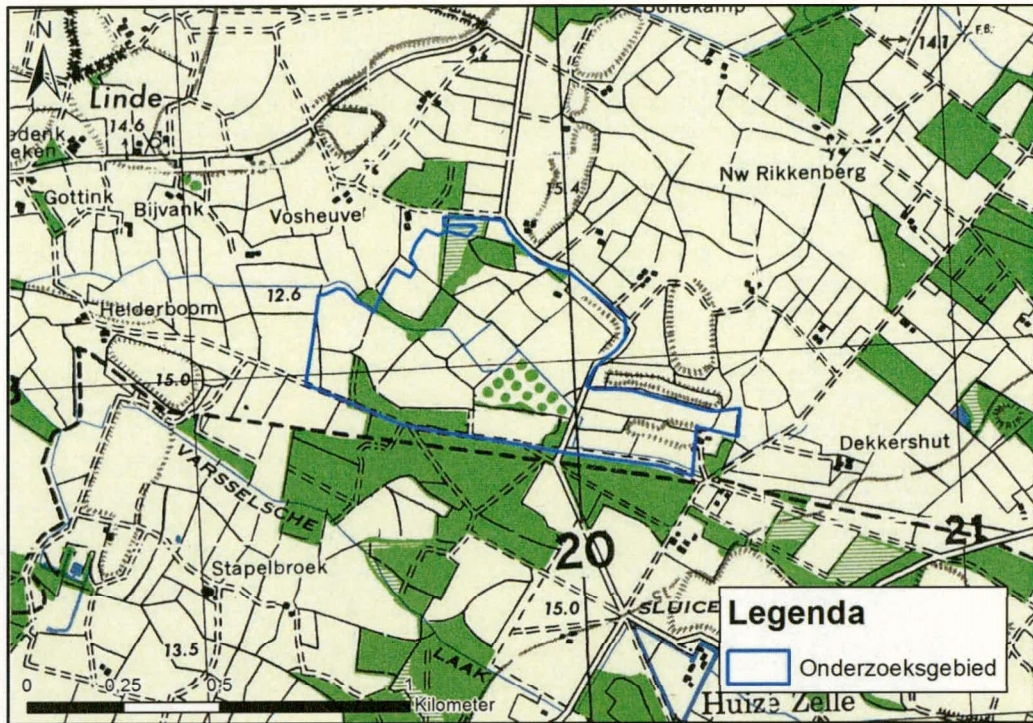 N
Linde
14.6
Gottink
Bijvank
Vosheuvel
15.4
Nw Rikkenberg
14.1
12.6
Helderboom
15.0
VARSSELSCHE
Dekkershut
20
21
Stapelbroek
15.0
SLUICE
13.5
LAAK
Huize Zelle
Legenda
Onderzoeksgebied
0 0,25 0,5 1
Kilometer